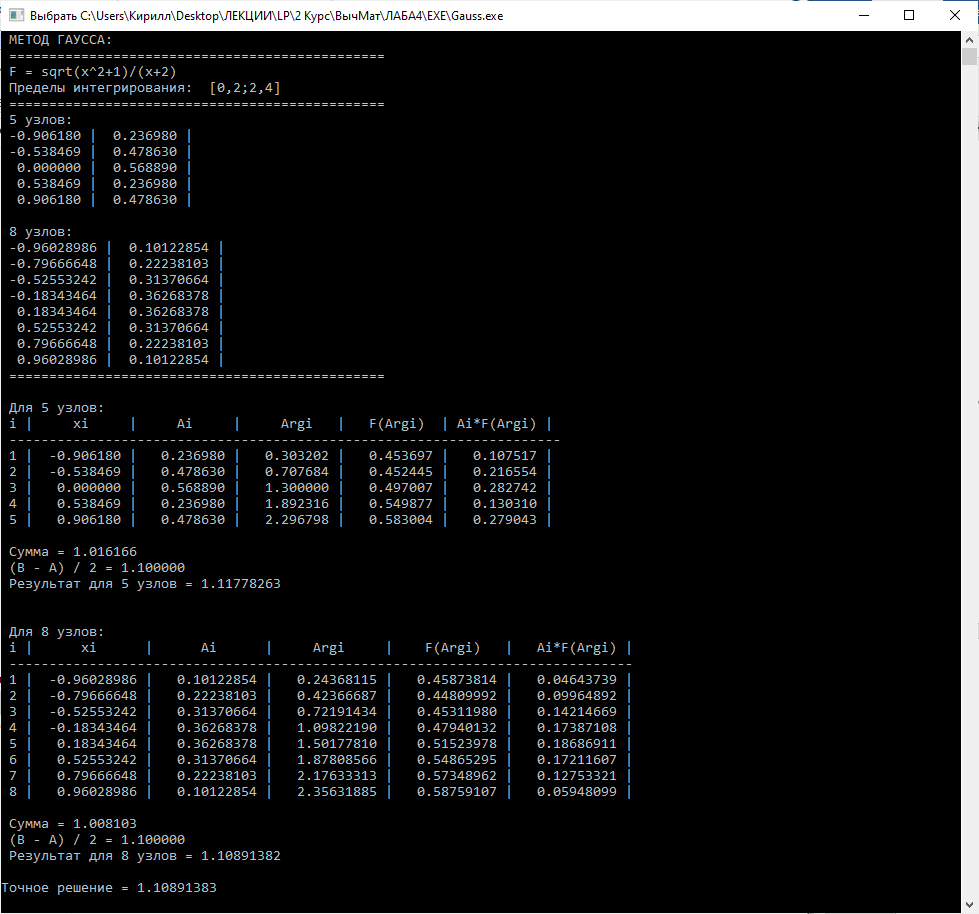 Выбрать C:\Users\Кирилл\Desktop\ЛЕКЦИИ\LP\2 Курс\ВычМат\ЛАБА4\EXE\Gauss.exe
МЕТОД ГАУССА:
===============================================
F = sqrt(x^2+1)/(x+2)
Пределы интегрирования:  [0,2;2,4]
===============================================
5 узлов:
-0.906180 |  0.236980 |
-0.538469 |  0.478630 |
 0.000000 |  0.568890 |
 0.538469 |  0.236980 |
 0.906180 |  0.478630 |
8 узлов:
-0.96028986 |  0.10122854 |
-0.79666648 |  0.22238103 |
-0.52553242 |  0.31370664 |
-0.18343464 |  0.36268378 |
 0.18343464 |  0.36268378 |
 0.52553242 |  0.31370664 |
 0.79666648 |  0.22238103 |
 0.96028986 |  0.10122854 |
===============================================
Для 5 узлов:
i |     xi     |     Ai     |     Argi   |   F(Argi)  | Ai*F(Argi) |
---------------------------------------------------------------------
1 |  -0.906180 |   0.236980 |   0.303202 |   0.453697 |   0.107517 |
2 |  -0.538469 |   0.478630 |   0.707684 |   0.452445 |   0.216554 |
3 |   0.000000 |   0.568890 |   1.300000 |   0.497007 |   0.282742 |
4 |   0.538469 |   0.236980 |   1.892316 |   0.549877 |   0.130310 |
5 |   0.906180 |   0.478630 |   2.296798 |   0.583004 |   0.279043 |
Сумма = 1.016166
(B - A) / 2 = 1.100000
Результат для 5 узлов = 1.11778263
Для 8 узлов:
i |      xi      |      Ai      |     Argi     |    F(Argi)   |   Ai*F(Argi) |
------------------------------------------------------------------------------
1 |  -0.96028986 |   0.10122854 |   0.24368115 |   0.45873814 |   0.04643739 |
2 |  -0.79666648 |   0.22238103 |   0.42366687 |   0.44809992 |   0.09964892 |
3 |  -0.52553242 |   0.31370664 |   0.72191434 |   0.45311980 |   0.14214669 |
4 |  -0.18343464 |   0.36268378 |   1.09822190 |   0.47940132 |   0.17387108 |
5 |   0.18343464 |   0.36268378 |   1.50177810 |   0.51523978 |   0.18686911 |
6 |   0.52553242 |   0.31370664 |   1.87808566 |   0.54865295 |   0.17211607 |
7 |   0.79666648 |   0.22238103 |   2.17633313 |   0.57348962 |   0.12753321 |
8 |   0.96028986 |   0.10122854 |   2.35631885 |   0.58759107 |   0.05948099 |
Сумма = 1.008103
(B - A) / 2 = 1.100000
Результат для 8 узлов = 1.10891382
Точное решение = 1.10891383